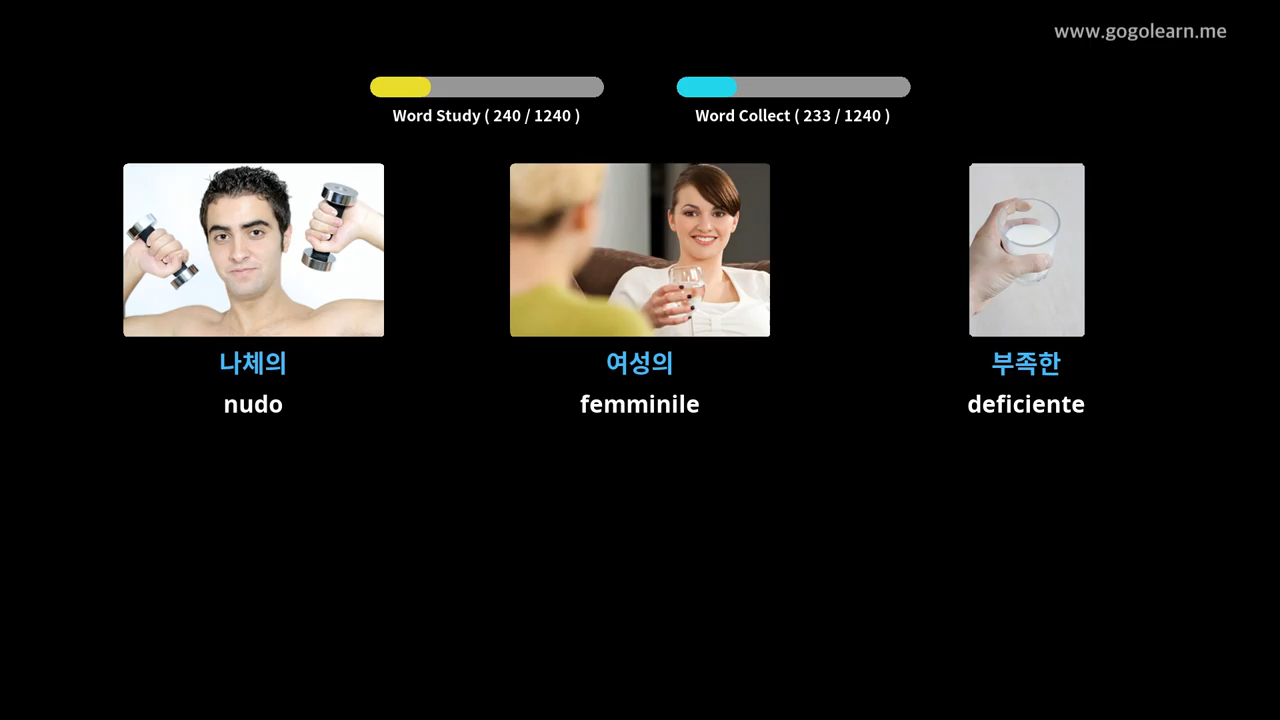 www.gogolearn.me
Word Study ( 240 / 1240 )
Word Collect ( 233 / 1240 )
나체의
여성의
부족한
nudo
femminile
deficiente